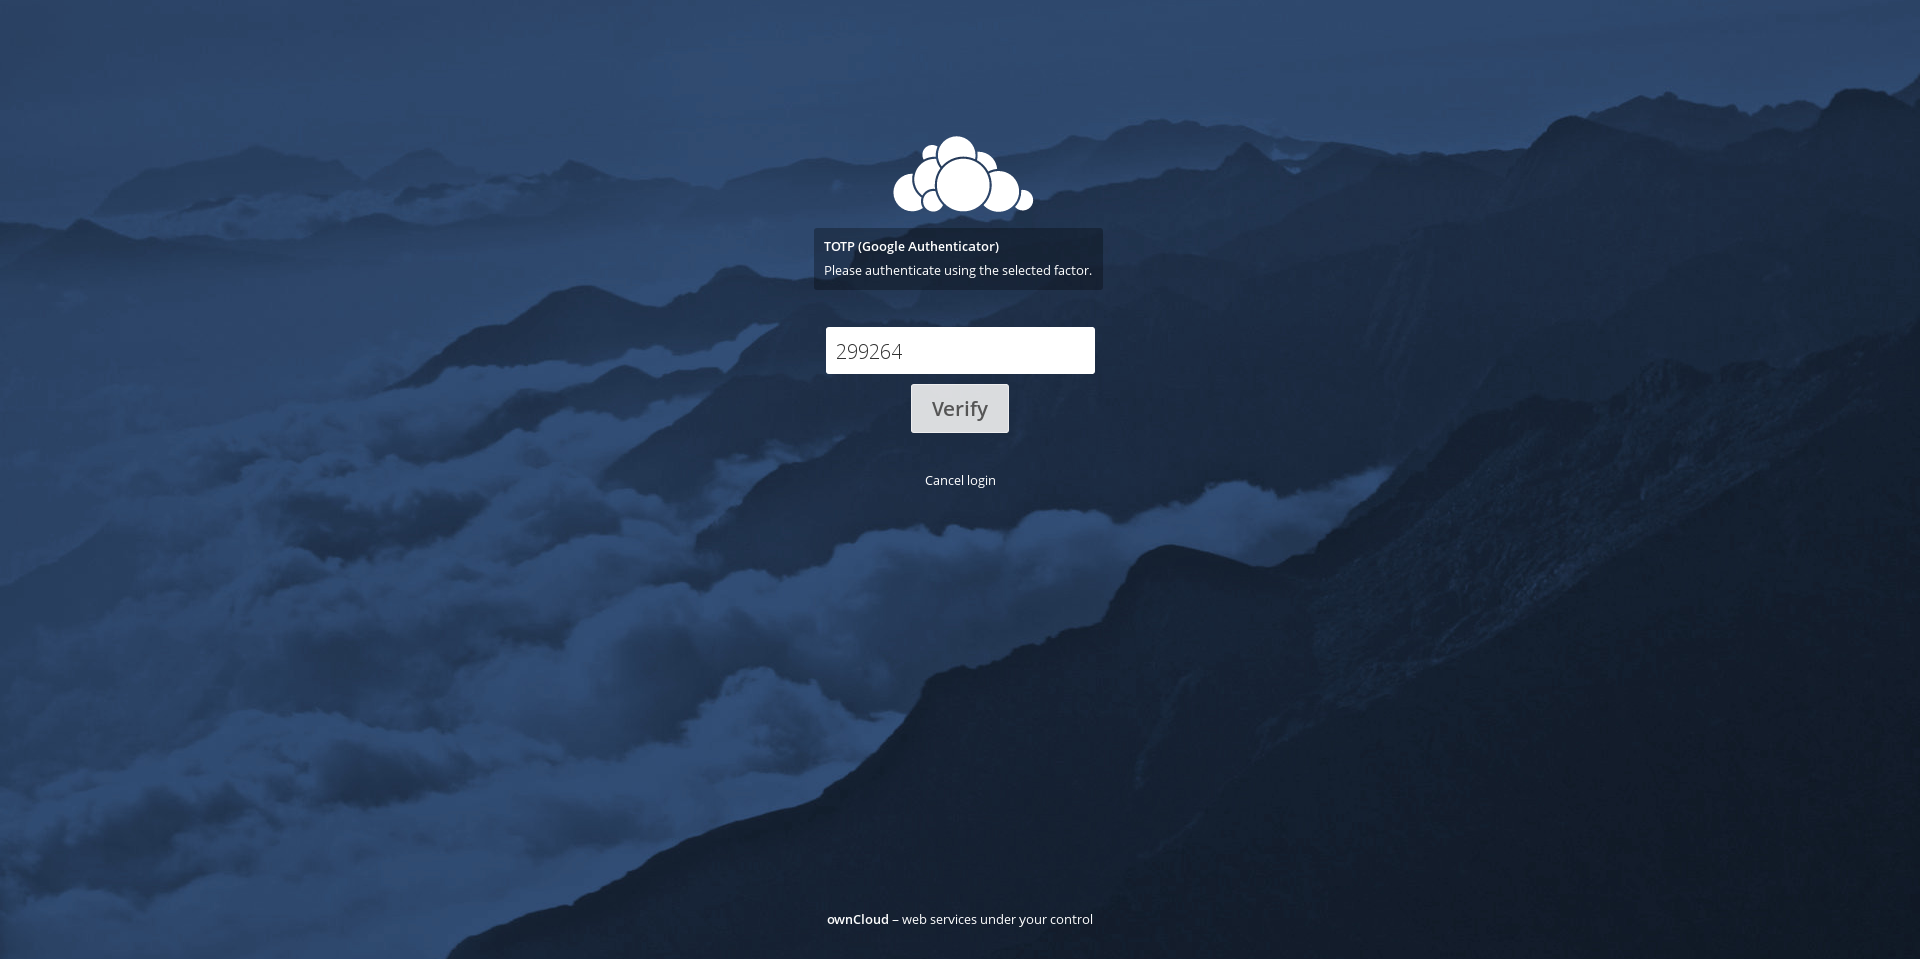 TOTP (Google Authenticator)
Please authenticate using the selected factor.
299264
Verify
Cancel login
ownCloud – web services under your control